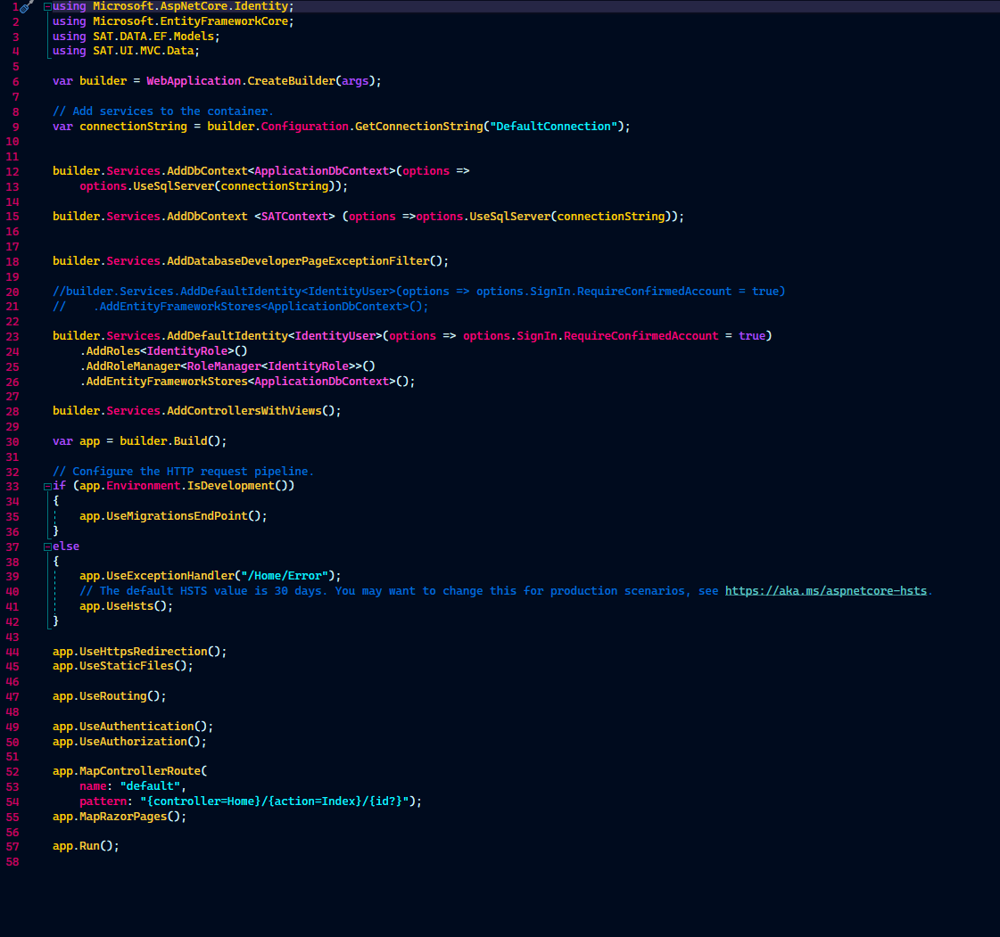 1 using Microsoft.AspNetCore.Identity;
2 using Microsoft.EntityFrameworkCore;
3 using SAT.DATA.EF.Models;
4 using SAT.UI.MVC.Data;
5
6 var builder = WebApplication.CreateBuilder(args);
7
8 // Add services to the container.
9 var connectionString = builder.Configuration.GetConnectionString("DefaultConnection");
10
11
12 builder.Services.AddDbContext<ApplicationDbContext>(options =>
13     options.UseSqlServer(connectionString));
14
15 builder.Services.AddDbContext <SATContext> (options =>options.UseSqlServer(connectionString));
16
17
18 builder.Services.AddDatabaseDeveloperPageExceptionFilter();
19
20 //builder.Services.AddDefaultIdentity<IdentityUser>(options => options.SignIn.RequireConfirmedAccount = true)
21 //    .AddEntityFrameworkStores<ApplicationDbContext>();
22
23 builder.Services.AddDefaultIdentity<IdentityUser>(options => options.SignIn.RequireConfirmedAccount = true)
24     .AddRoles<IdentityRole>()
25     .AddRoleManager<RoleManager<IdentityRole>>()
26     .AddEntityFrameworkStores<ApplicationDbContext>();
27
28 builder.Services.AddControllersWithViews();
29
30 var app = builder.Build();
31
32 // Configure the HTTP request pipeline.
33 if (app.Environment.IsDevelopment())
34 {
35     app.UseMigrationsEndPoint();
36 }
37 else
38 {
39     app.UseExceptionHandler("/Home/Error");
40     // The default HSTS value is 30 days. You may want to change this for production scenarios, see https://aka.ms/aspnetcore-hsts.
41     app.UseHsts();
42 }
43
44 app.UseHttpsRedirection();
45 app.UseStaticFiles();
46
47 app.UseRouting();
48
49 app.UseAuthentication();
50 app.UseAuthorization();
51
52 app.MapControllerRoute(
53     name: "default",
54     pattern: "{controller=Home}/{action=Index}/{id?}");
55 app.MapRazorPages();
56
57 app.Run();
58